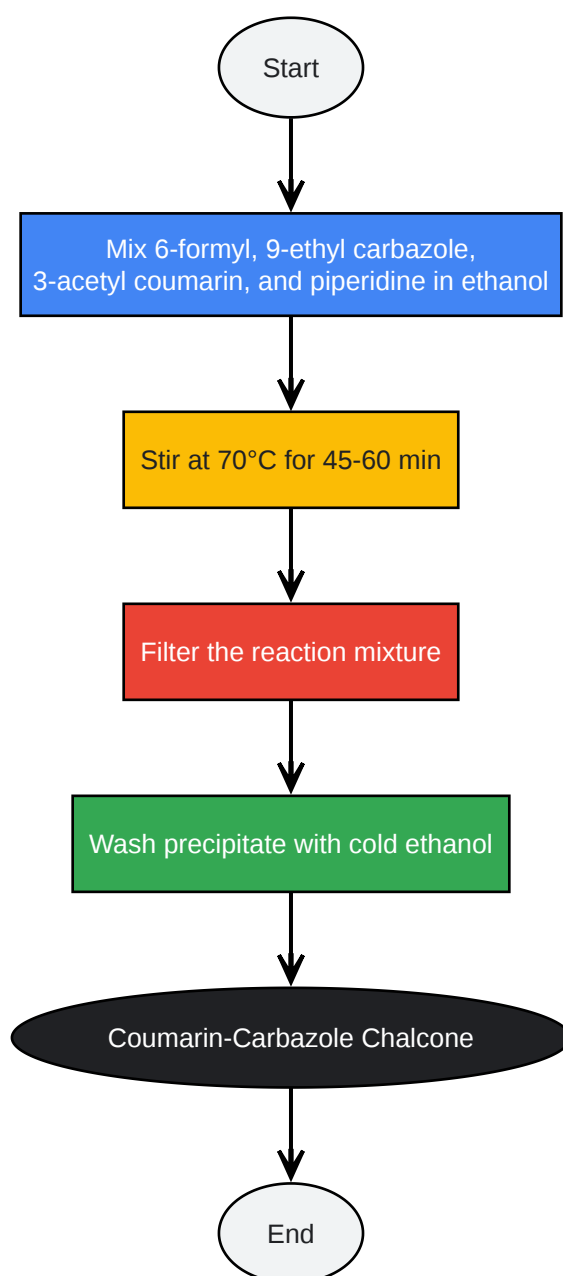 Start
Mix 6-formyl, 9-ethyl carbazole,
3-acetyl coumarin, and piperidine in ethanol
Stir at 70°C for 45-60 min
Filter the reaction mixture
Wash precipitate with cold ethanol
Coumarin-Carbazole Chalcone
End